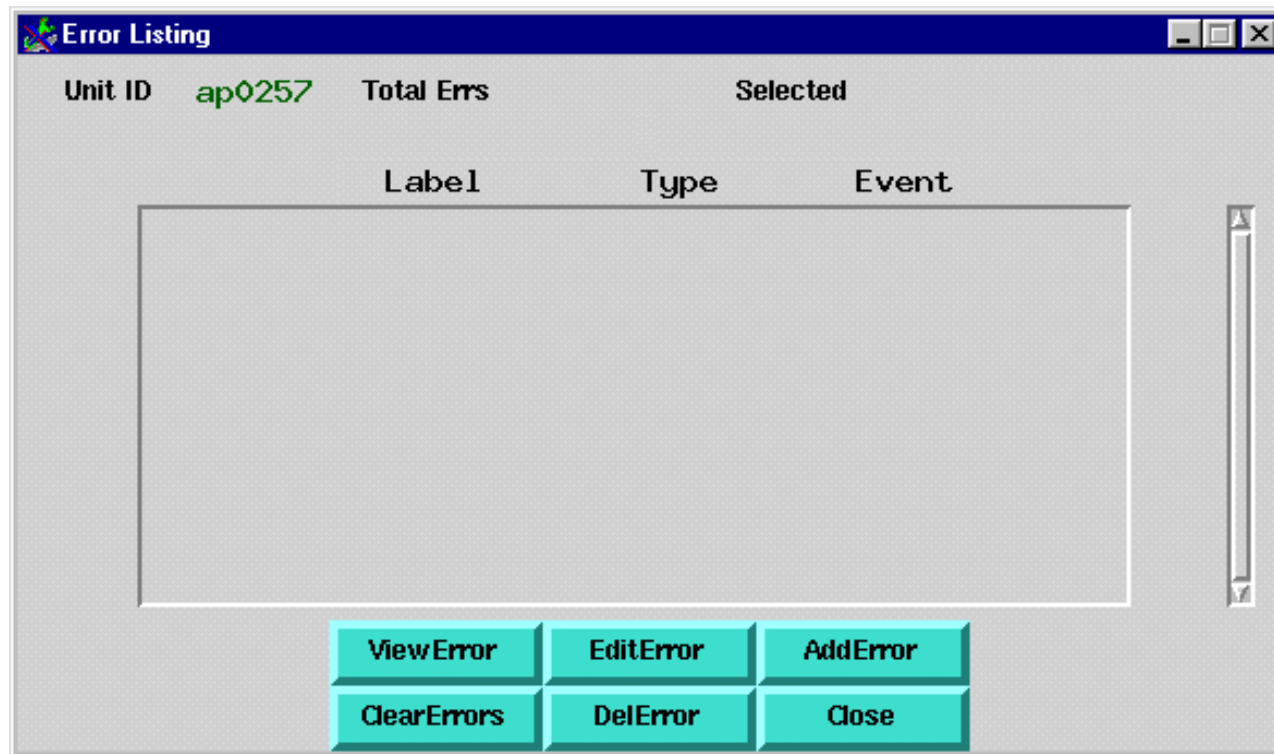 Error Listing
Unit ID ap0257 Total Errs Selected
Label Type Event
ViewError EditError AddError
ClearErrors DelError Close